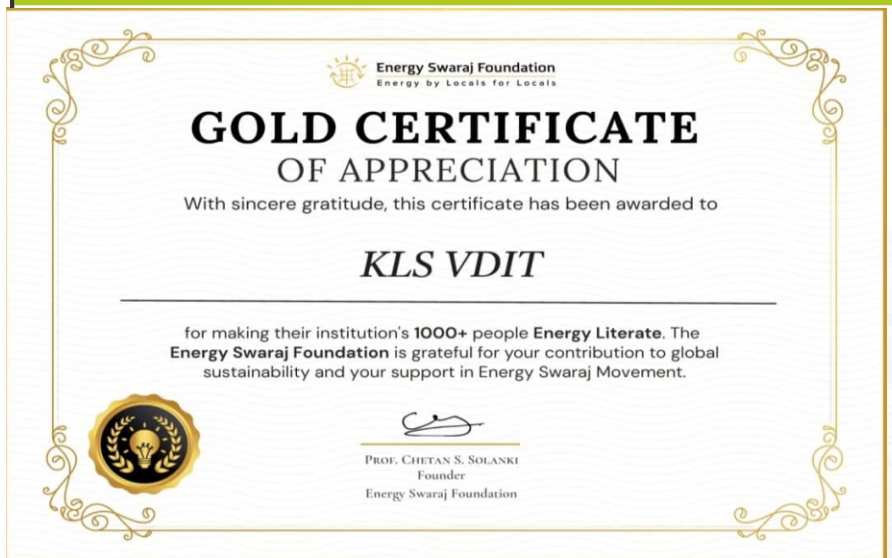 Energy Swaraj Foundation
Energy by Locals for Locals
GOLD CERTIFICATE
OF APPRECIATION
With sincere gratitude, this certificate has been awarded to
KLS VDIT
for making their institution's 1000+ people Energy Literate. The
Energy Swaraj Foundation is grateful for your contribution to global
sustainability and your support in Energy Swaraj Movement.
PROF. CHETAN S. SOLANKI
Founder
Energy Swaraj Foundation